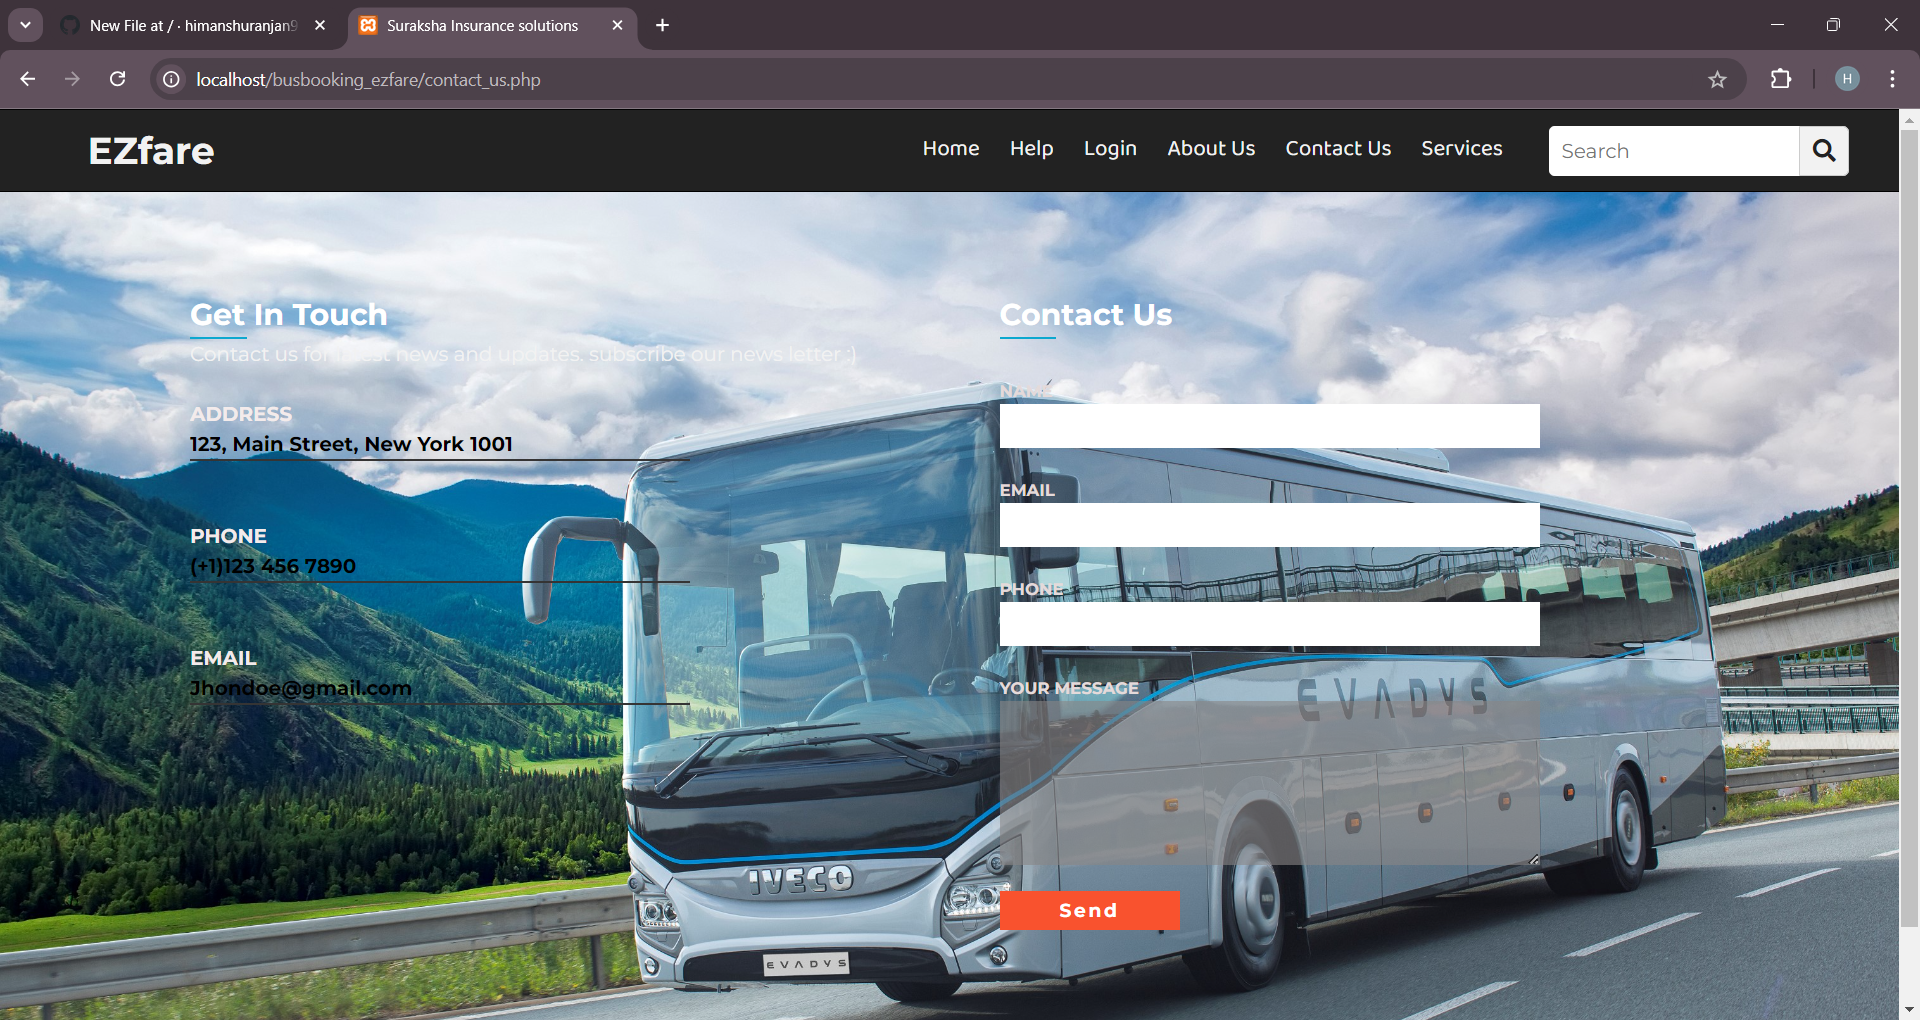 New File at / · himanshuranjan9
Suraksha Insurance solutions
localhost/busbooking_ezfare/contact_us.php
H
EZfare
Home
Help
Login
About Us
Contact Us
Services
Search
Get In Touch
Contact us for latest news and updates. subscribe our news letter :)
ADDRESS
123, Main Street, New York 1001
PHONE
(+1)123 456 7890
EMAIL
Jhondoe@gmail.com
Contact Us
NAME
EMAIL
PHONE
YOUR MESSAGE
Send
EVADYS
IVECO
EVADYS